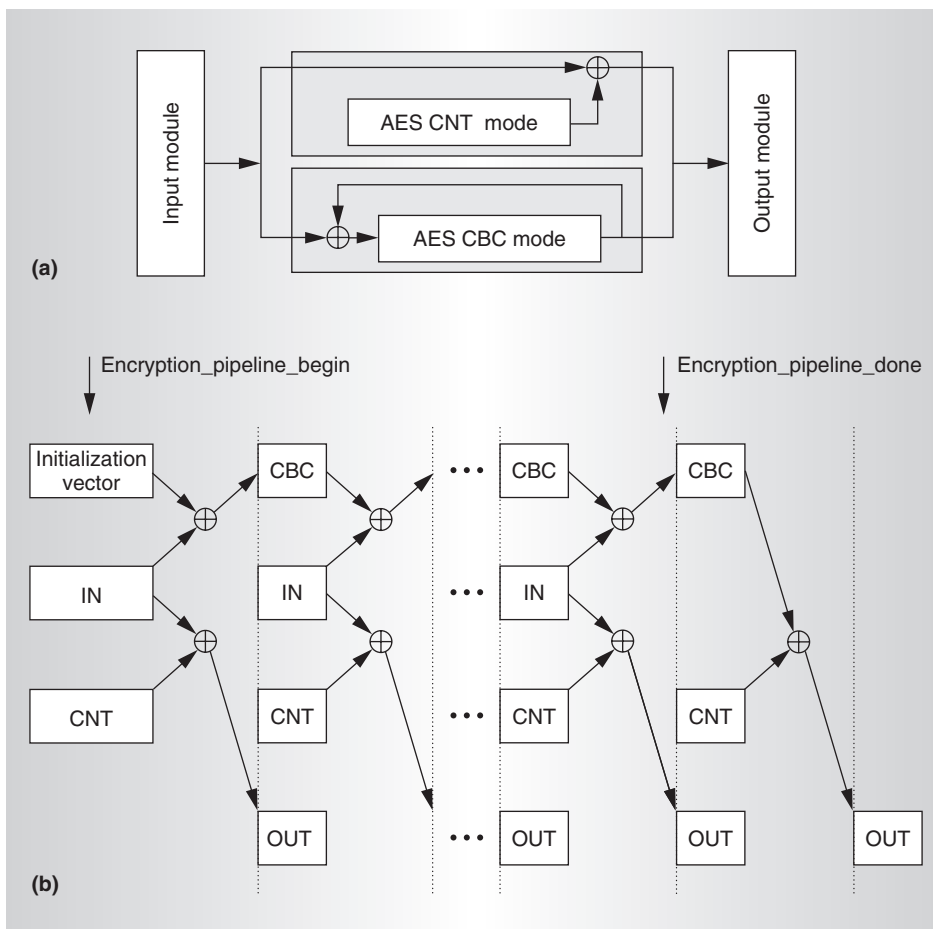 Input module
AES CNT mode
AES CBC mode
Output module
(a)
Encryption_pipeline_begin
Encryption_pipeline_done
Initialization
vector
CBC
•••
CBC
CBC
IN
IN
•••
IN
CNT
CNT
•••
CNT
CNT
OUT
•••
OUT
OUT
OUT
(b)